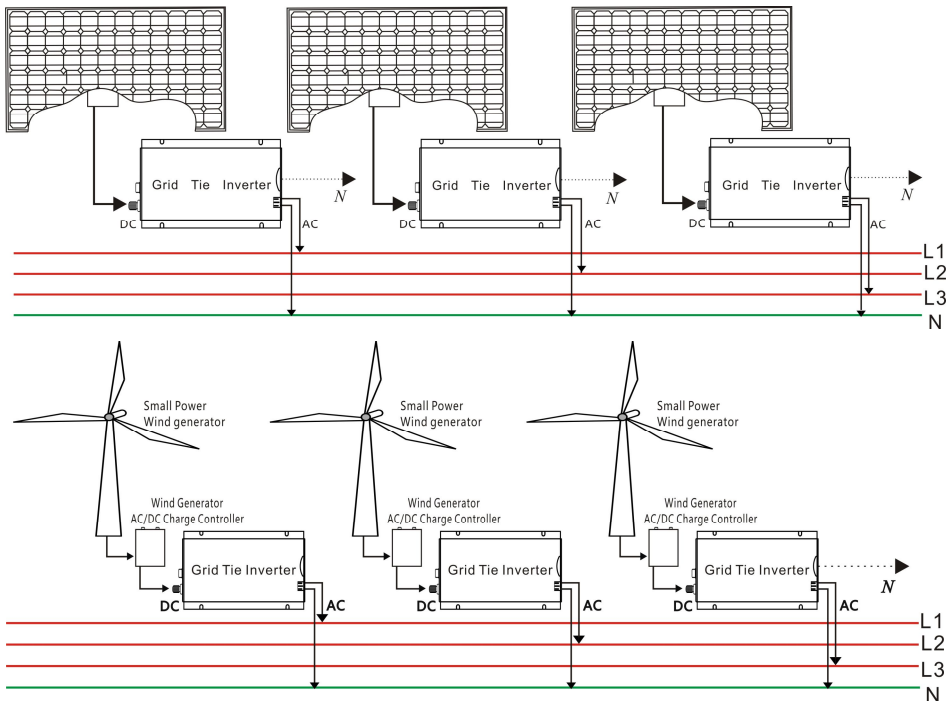 Grid Tie Inverter
N
DC
AC
Grid Tie Inverter
N
DC
AC
Grid Tie Inverter
N
DC
AC
L1
L2
L3
N
Small Power
Wind generator
Small Power
Wind generator
Small Power
Wind generator
Wind Generator
AC/DC Charge Controller
Wind Generator
AC/DC Charge Controller
Wind Generator
AC/DC Charge Controller
Grid Tie Inverter
DC
AC
Grid Tie Inverter
DC
AC
Grid Tie Inverter
N
DC
AC
L1
L2
L3
N